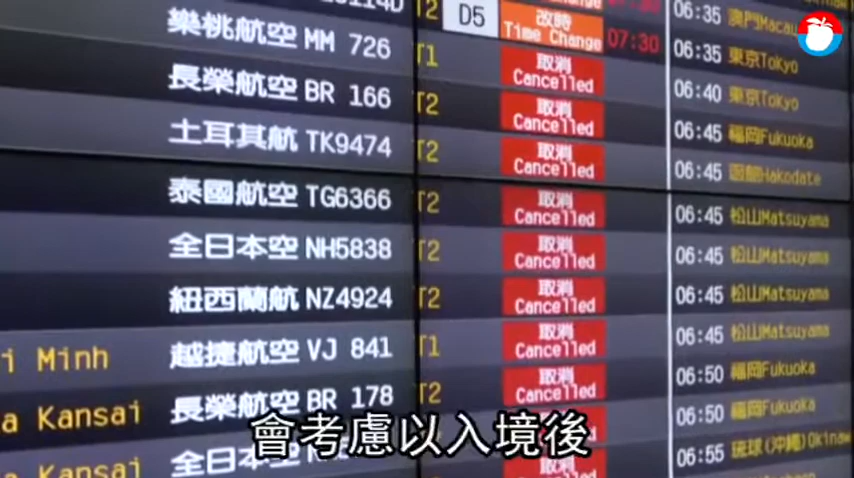 T2 D5 改時 06:35 澳門Macau
樂桃航空 MM 726 Time Change 07:30
T1 取消 Cancelled 06:35 東京Tokyo
長榮航空 BR 166 T2 取消 Cancelled 06:40 東京Tokyo
土耳其航 TK9474 T2 取消 Cancelled 06:45 福岡Fukuoka
06:45 函館Hakodate
泰國航空 TG6366 T2 取消 Cancelled 06:45 松山Matsuyama
全日本空 NH5838 T2 取消 Cancelled 06:45 松山Matsuyama
紐西蘭航 NZ4924 T2 取消 Cancelled 06:45 松山Matsuyama
i Minh 越捷航空 VJ 841 T1 取消 Cancelled 06:45 松山Matsuyama
06:50 福岡Fukuoka
a Kansai 長榮航空 BR 178 T2 取消 Cancelled 06:50 福岡Fukuoka
會考慮以入境後
a Kansai 全日本空 取消 06:55 琉球(沖繩)Okinaw